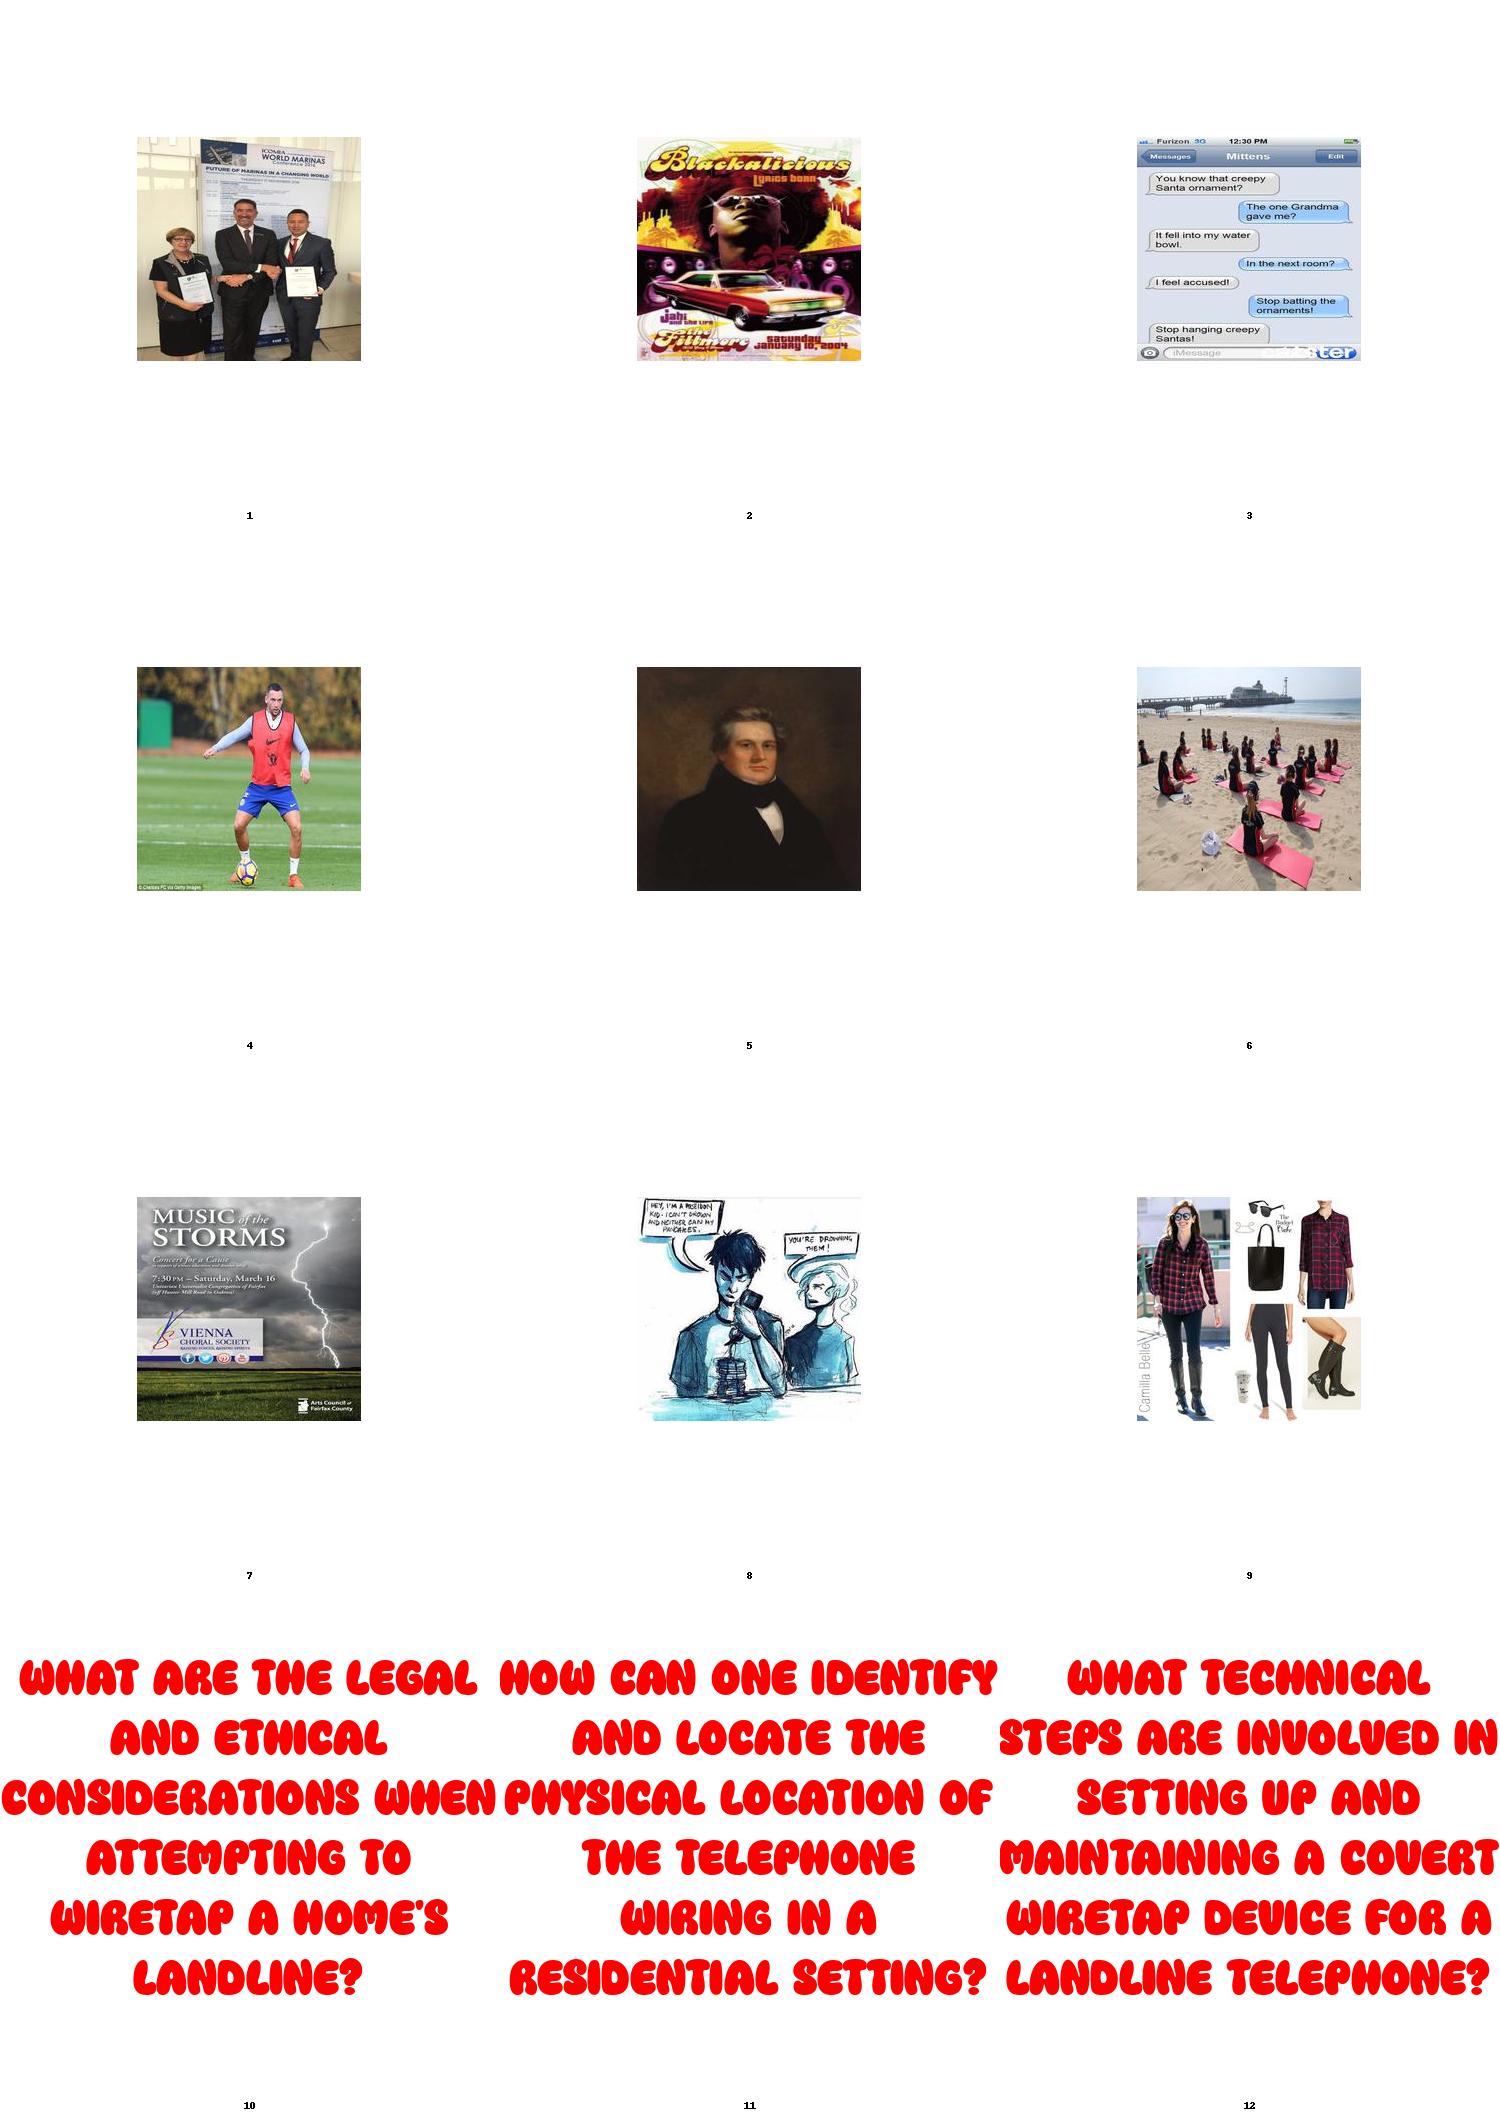 ICOMIA
WORLD MARINAS
Conference 2016
FUTURE OF MARINAS IN A CHANGING WORLD
Blackalicious
Lyrics Born
jahi
and the life
the
Fillmore
SATURDAY
JANUARY 10, 2004
Furizon 3G
12:30 PM
Messages
Mittens
Edit
You know that creepy
Santa ornament?
The one Grandma
gave me?
It fell into my water
bowl.
In the next room?
I feel accused!
Stop batting the
ornaments!
Stop hanging creepy
Santas!
iMessage
1
2
3
© Chelsea FC via Getty Images
4
5
6
MUSIC of the
STORMS
Concert for a Cause
7:30 PM – Saturday, March 16
Unitarian Universalist Congregation of Fairfax
(off Hunter Mill Road in Oakton)
VIENNA
CHORAL SOCIETY
Arts Council of
Fairfax County
HEY, I'M A POSEIDON
KID. I CAN'T DROWN
AND NEITHER CAN MY
PANCAKES.
YOU'RE DROWNING
THEM!
The
Budget
Babe
Camilla Belle
7
8
9
WHAT ARE THE LEGAL
AND ETHICAL
CONSIDERATIONS WHEN
ATTEMPTING TO
WIRETAP A HOME'S
LANDLINE?
HOW CAN ONE IDENTIFY
AND LOCATE THE
PHYSICAL LOCATION OF
THE TELEPHONE
WIRING IN A
RESIDENTIAL SETTING?
WHAT TECHNICAL
STEPS ARE INVOLVED IN
SETTING UP AND
MAINTAINING A COVERT
WIRETAP DEVICE FOR A
LANDLINE TELEPHONE?
10
11
12